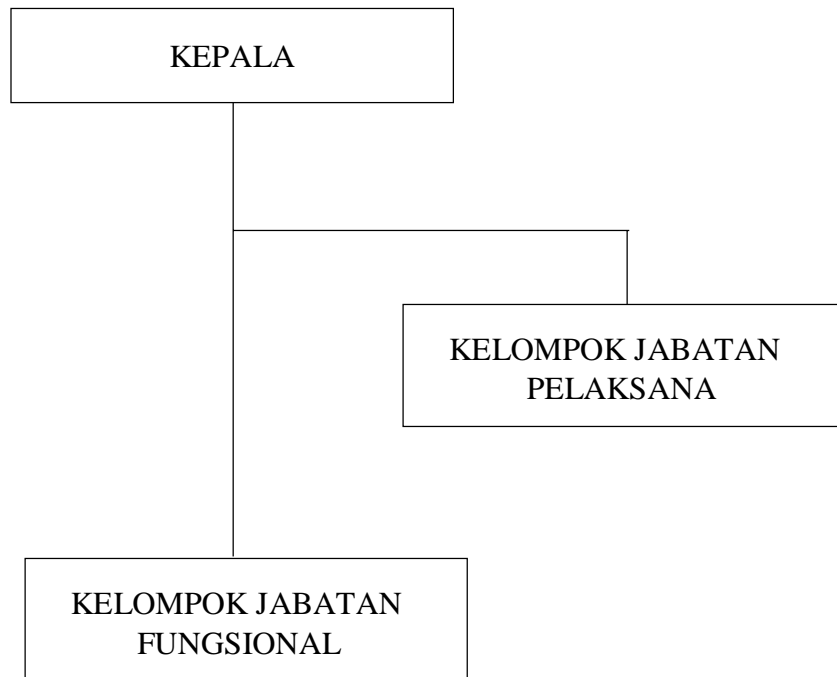 KEPALA
KELOMPOK JABATAN
PELAKSANA
KELOMPOK JABATAN
FUNGSIONAL